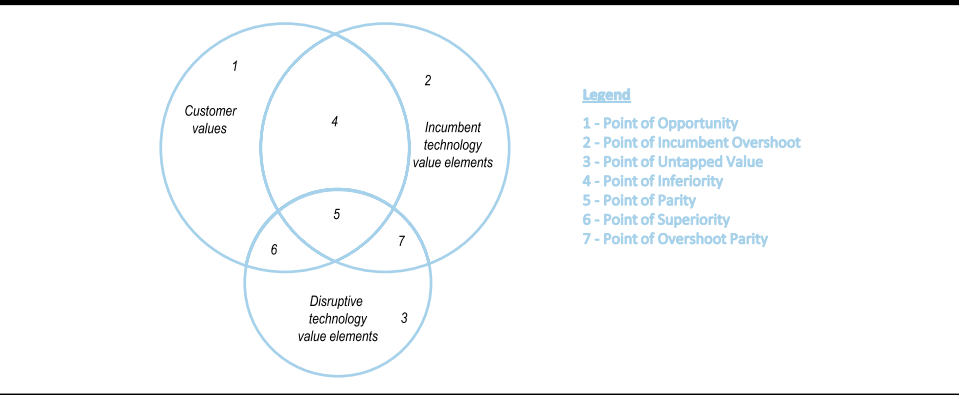 1
2
Customer
values
4
Incumbent
technology
value elements
5
6
7
Disruptive
technology
value elements
3
Legend
1 - Point of Opportunity
2 - Point of Incumbent Overshoot
3 - Point of Untapped Value
4 - Point of Inferiority
5 - Point of Parity
6 - Point of Superiority
7 - Point of Overshoot Parity